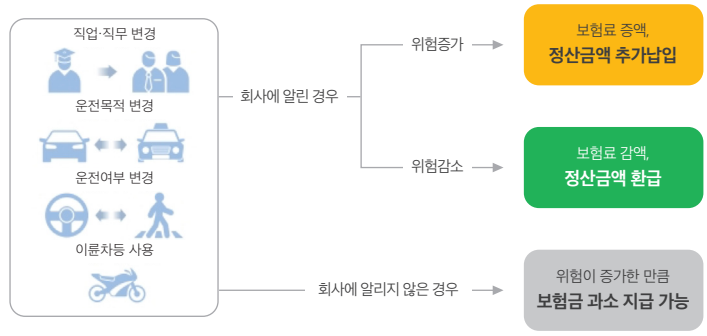 직업·직무 변경
운전목적 변경
운전여부 변경
이륜차등 사용
회사에 알린 경우
위험증가
보험료 증액,
정산금액 추가납입
위험감소
보험료 감액,
정산금액 환급
회사에 알리지 않은 경우
위험이 증가한 만큼
보험금 과소 지급 가능